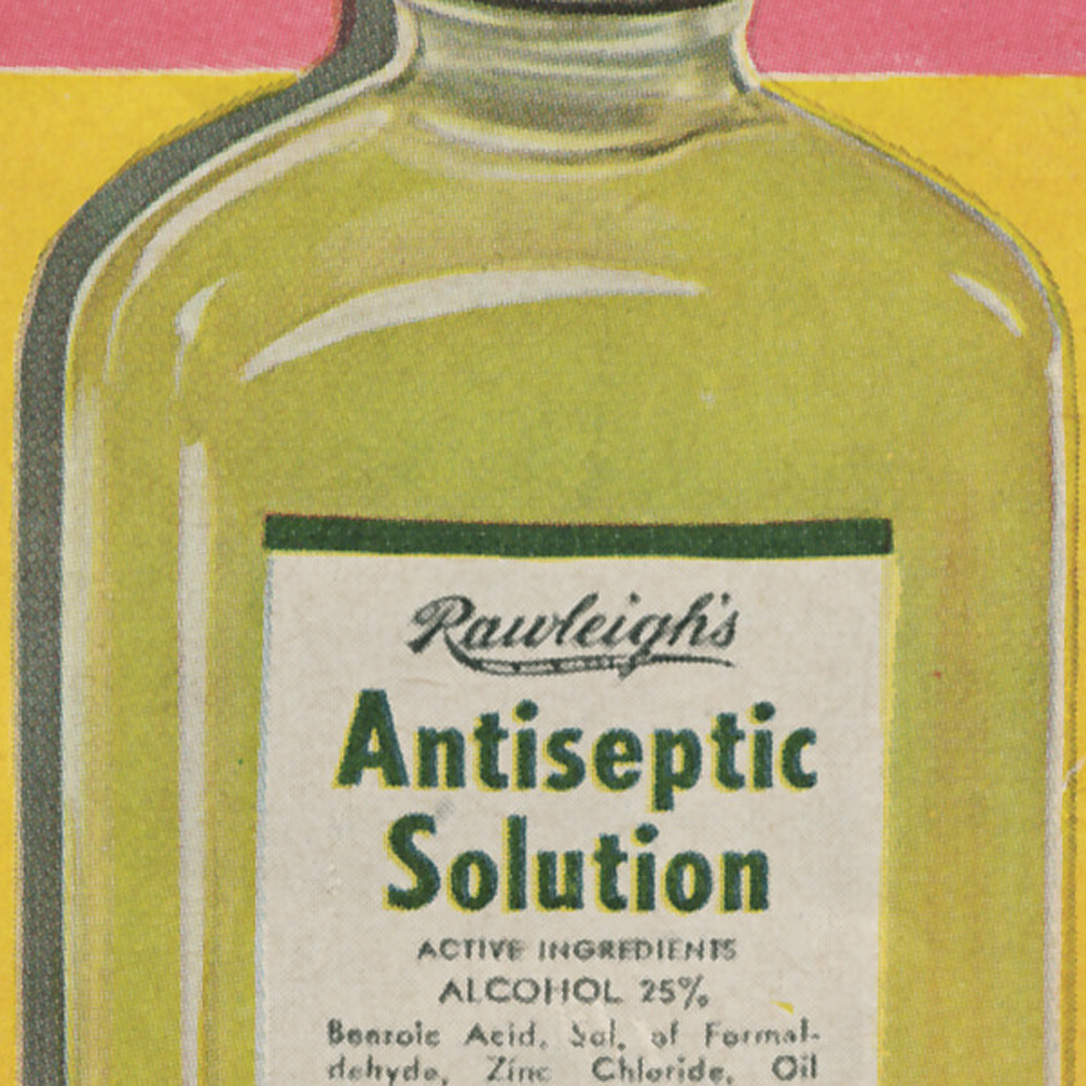 Rawleigh's
Antiseptic
Solution
ACTIVE INGREDIENTS
ALCOHOL 25%
Benzoic Acid, Sol. of Formal-
dehyde, Zinc Chloride, Oil